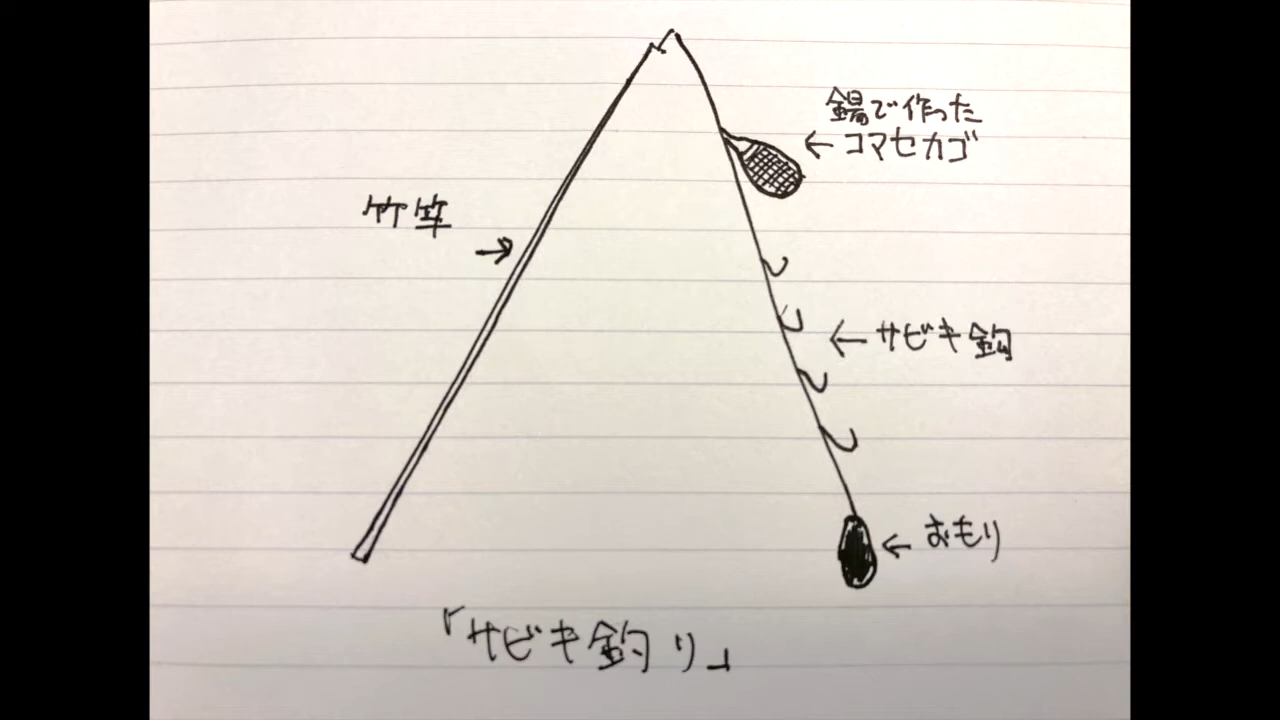 鍚で作った
コマセカゴ
竹竿
サビキ鈎
おもり
「サビキ釣り」